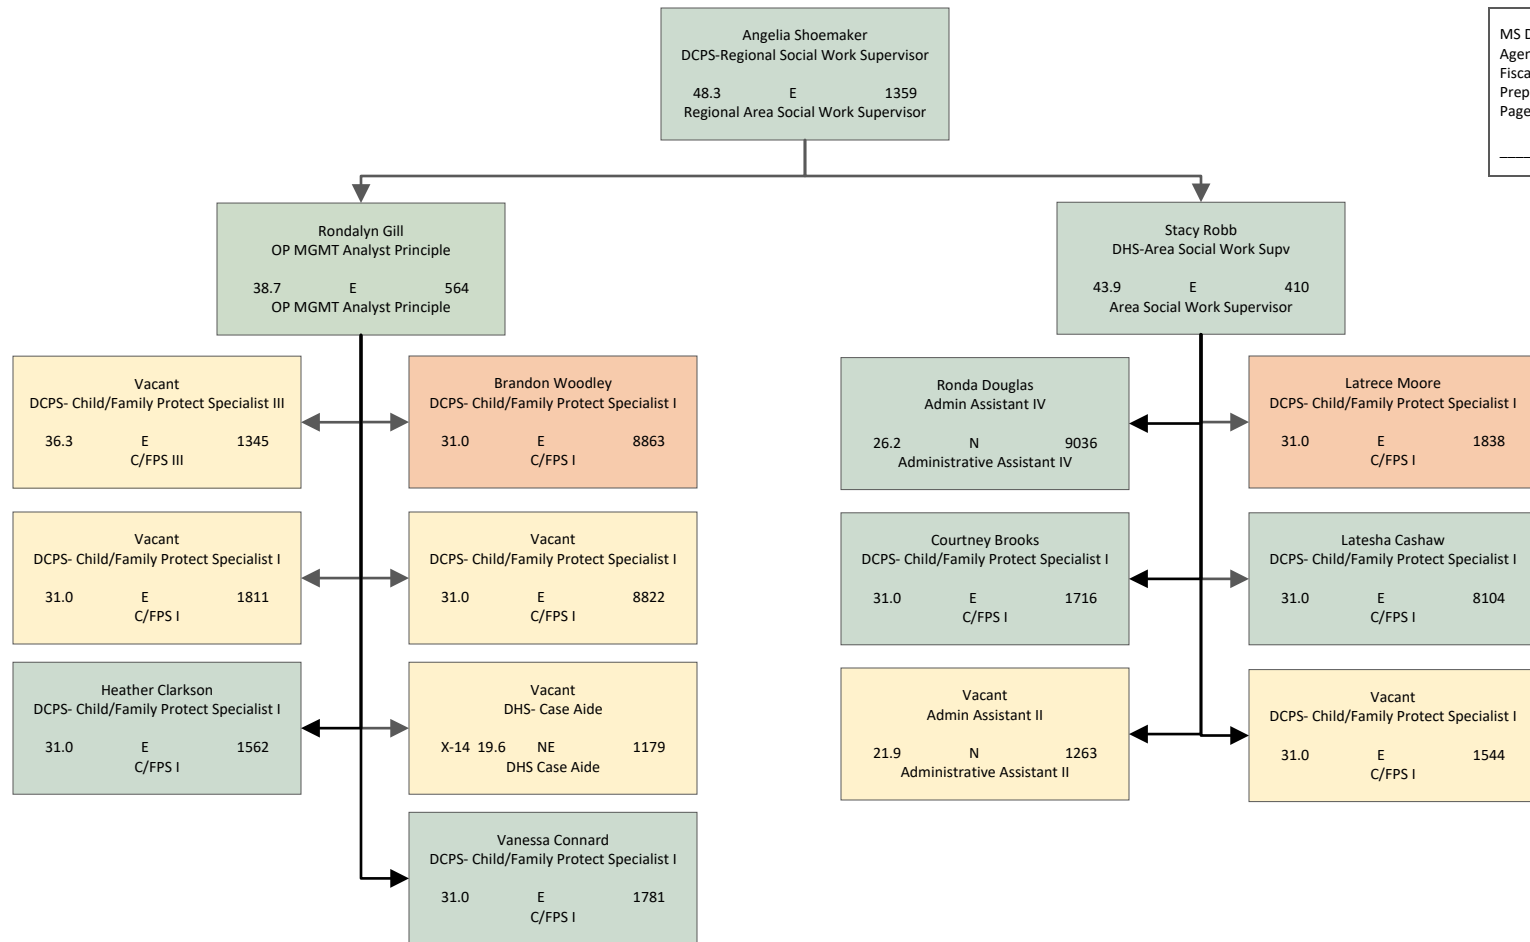 Angelia Shoemaker
DCPS-Regional Social Work Supervisor
48.3 E 1359
Regional Area Social Work Supervisor
MS
Prep
Page
Rondalyn Gill
OP MGMT Analyst Principle
38.7 E 564
OP MGMT Analyst Principle
Stacy Robb
DHS-Area Social Work Supv
43.9 E 410
Area Social Work Supervisor
Vacant
DCPS- Child/Family Protect Specialist III
36.3 E 1345
C/FPS III
Brandon Woodley
DCPS- Child/Family Protect Specialist I
31.0 E 8863
C/FPS I
Ronda Douglas
Admin Assistant IV
26.2 N 9036
Administrative Assistant IV
Latrece Moore
DCPS- Child/Family Protect Specialist I
31.0 E 1838
C/FPS I
Vacant
DCPS- Child/Family Protect Specialist I
31.0 E 1811
C/FPS I
Vacant
DCPS- Child/Family Protect Specialist I
31.0 E 8822
C/FPS I
Courtney Brooks
DCPS- Child/Family Protect Specialist I
31.0 E 1716
C/FPS I
Latesha Cashaw
DCPS- Child/Family Protect Specialist I
31.0 E 8104
C/FPS I
Heather Clarkson
DCPS- Child/Family Protect Specialist I
31.0 E 1562
C/FPS I
Vacant
DHS- Case Aide
X-14 19.6 NE 1179
DHS Case Aide
Vacant
Admin Assistant II
21.9 N 1263
Administrative Assistant II
Vacant
DCPS- Child/Family Protect Specialist I
31.0 E 1544
C/FPS I
Vanessa Connard
DCPS- Child/Family Protect Specialist I
31.0 E 1781
C/FPS I